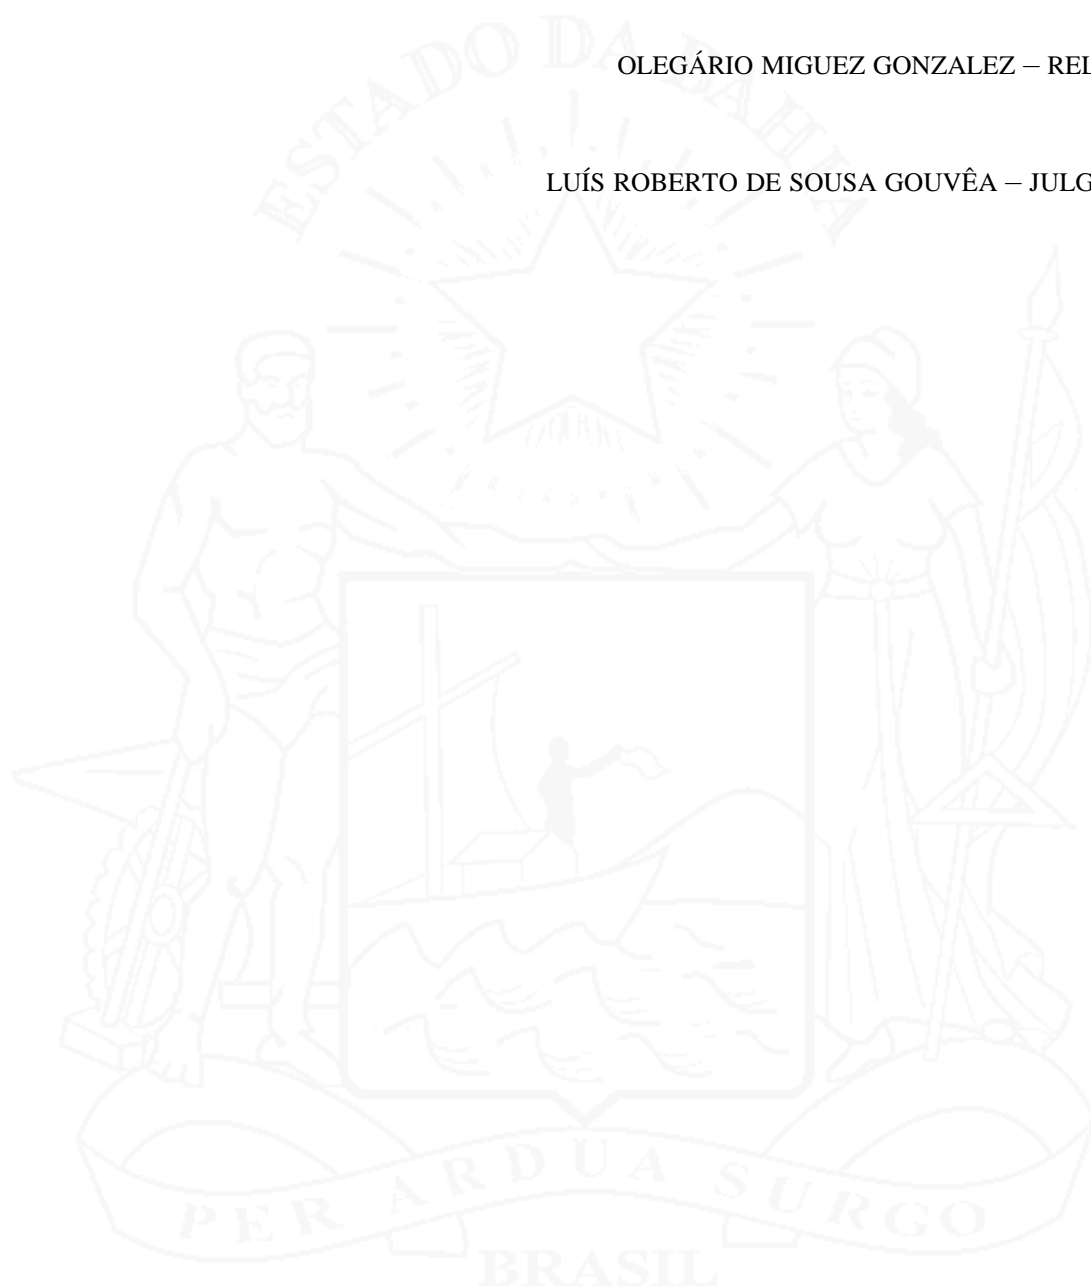 ESTADO DA BAHIA
OLEGÁRIO MIGUEZ GONZALEZ – REL
LUÍS ROBERTO DE SOUSA GOUVÊA – JULG
PER ARDUA SURGO
BRASIL